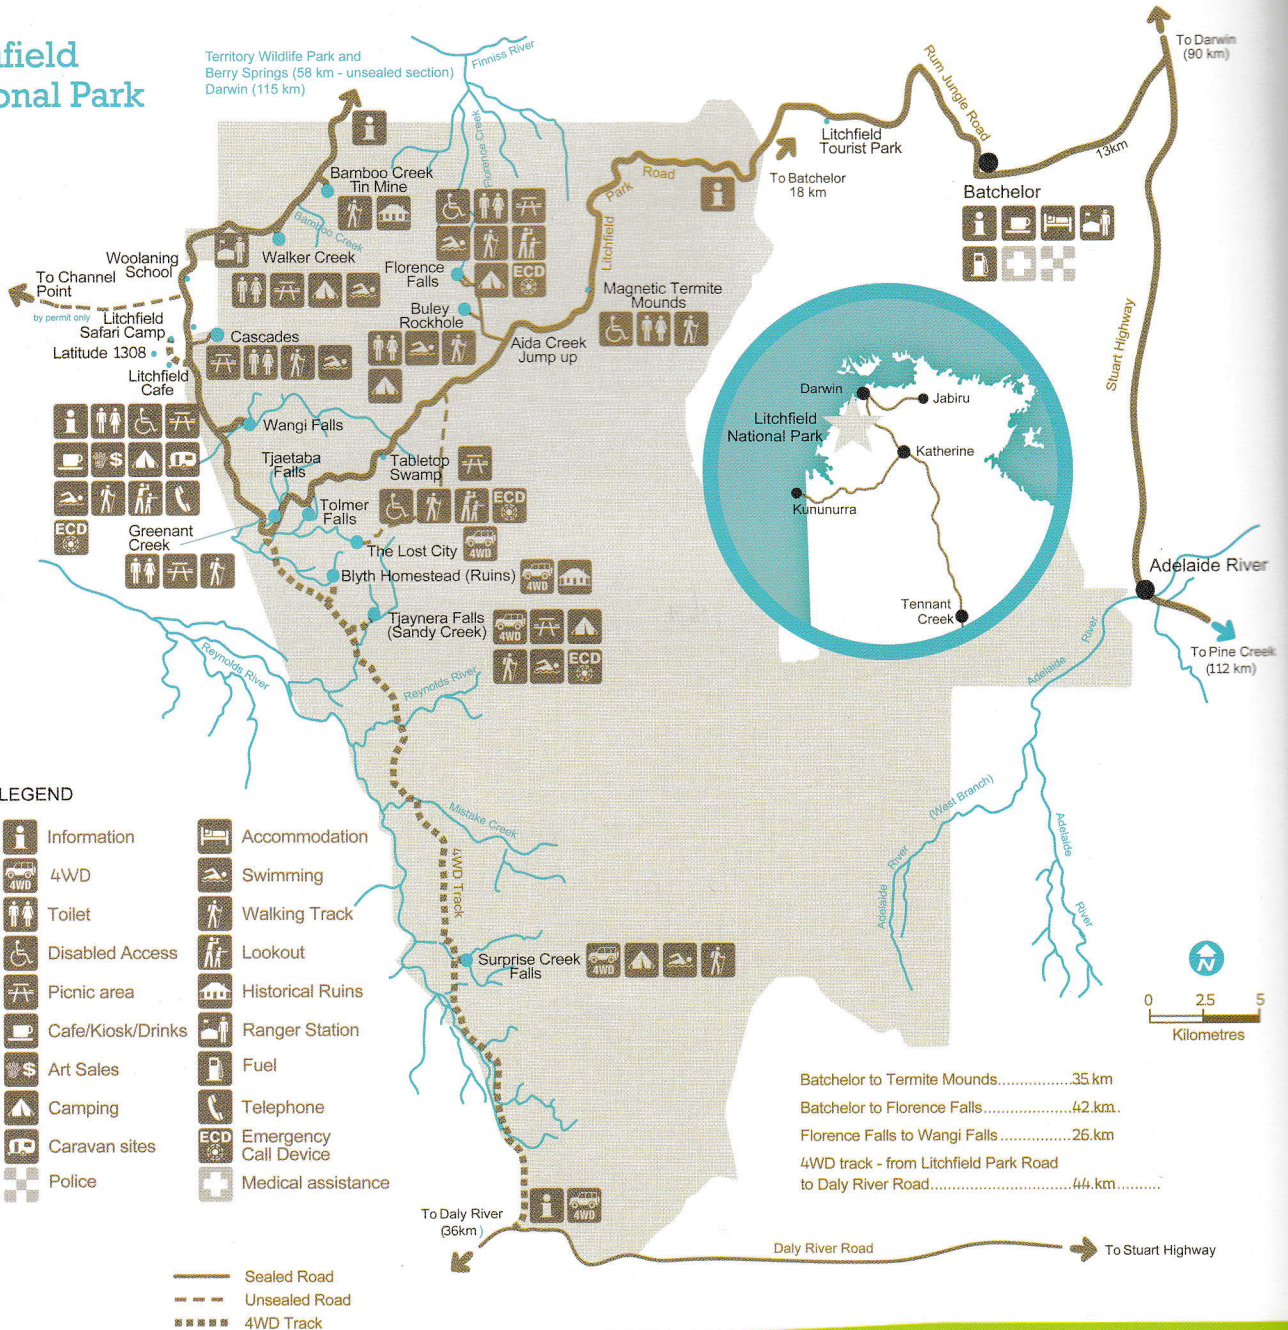 field
onal Park
Territory Wildlife Park and
Berry Springs (58 km - unsealed section)
Darwin (115 km)
Finniss River
To Darwin
(90 km)
Rum Jungle Road
Florence Creek
Litchfield
Tourist Park
13km
Bamboo Creek
Tin Mine
Park Road
To Batchelor
18 km
Batchelor
Bamboo Creek
Litchfield
Woolaning
School
Walker Creek
To Channel
Point
by permit only
Florence
Falls
ECD
Magnetic Termite
Mounds
Buley
Rockhole
Litchfield
Safari Camp
Cascades
Aida Creek
Jump up
Stuart Highway
Latitude 1308
Litchfield
Cafe
Darwin
Jabiru
Litchfield
National Park
Katherine
Kununurra
Tennant
Creek
Wangi Falls
$
Tjaetaba
Falls
Tabletop
Swamp
ECD
Tolmer
Falls
ECD
Greenant
Creek
The Lost City
4WD
Adelaide River
Blyth Homestead (Ruins)
4WD
Tjaynera Falls
(Sandy Creek)
4WD
ECD
River
Adelaide
To Pine Creek
(112 km)
Reynolds River
Reynolds River
LEGEND
Information
4WD
4WD
Toilet
Disabled Access
Picnic area
Cafe/Kiosk/Drinks
$
Art Sales
Camping
Caravan sites
Police
Accommodation
Swimming
Walking Track
Lookout
Historical Ruins
Ranger Station
Fuel
Telephone
ECD
Emergency
Call Device
Medical assistance
Mistake Creek
4WD Track
(West Branch)
River
Adelaide
Adelaide
River
Surprise Creek
Falls
4WD
N
0 2.5 5
Kilometres
Batchelor to Termite Mounds.................35 km
Batchelor to Florence Falls....................42 km.
Florence Falls to Wangi Falls................26 km
4WD track - from Litchfield Park Road
to Daly River Road................................44 km..........
4WD
To Daly River
(36km)
Daly River Road
To Stuart Highway
Sealed Road
Unsealed Road
4WD Track